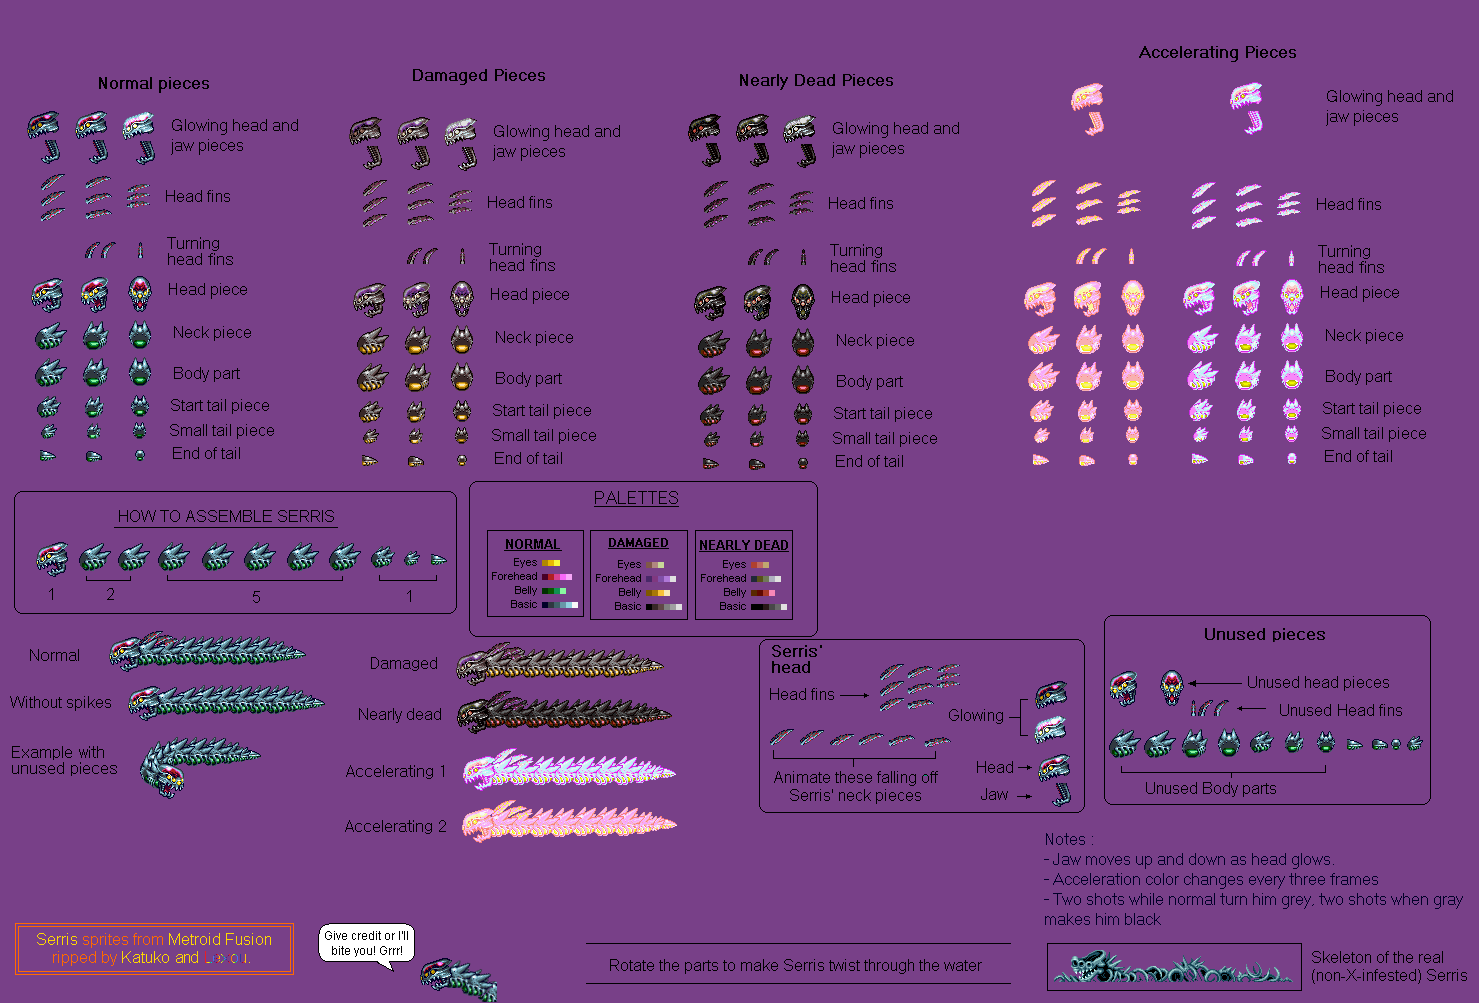 Normal pieces
Glowing head and
jaw pieces
Head fins
Turning
head fins
Head piece
Neck piece
Body part
Start tail piece
Small tail piece
End of tail
Damaged Pieces
Glowing head and
jaw pieces
Head fins
Turning
head fins
Head piece
Neck piece
Body part
Start tail piece
Small tail piece
End of tail
Nearly Dead Pieces
Glowing head and
jaw pieces
Head fins
Turning
head fins
Head piece
Neck piece
Body part
Start tail piece
Small tail piece
End of tail
Accelerating Pieces
Glowing head and
jaw pieces
Head fins
Turning
head fins
Head piece
Neck piece
Body part
Start tail piece
Small tail piece
End of tail
HOW TO ASSEMBLE SERRIS
1 2 5 1
PALETTES
NORMAL
Eyes
Forehead
Belly
Basic
DAMAGED
Eyes
Forehead
Belly
Basic
NEARLY DEAD
Eyes
Forehead
Belly
Basic
Normal
Without spikes
Example with
unused pieces
Damaged
Nearly dead
Accelerating 1
Accelerating 2
Serris'
head
Head fins
Glowing
Animate these falling off
Serris' neck pieces
Head
Jaw
Unused pieces
Unused head pieces
Unused Head fins
Unused Body parts
Notes :
- Jaw moves up and down as head glows.
- Acceleration color changes every three frames
- Two shots while normal turn him grey, two shots when gray
makes him black
Serris sprites from Metroid Fusion
ripped by Katuko and
Give credit or I'll
bite you! Grrr!
Rotate the parts to make Serris twist through the water
Skeleton of the real
(non-X-infested) Serris